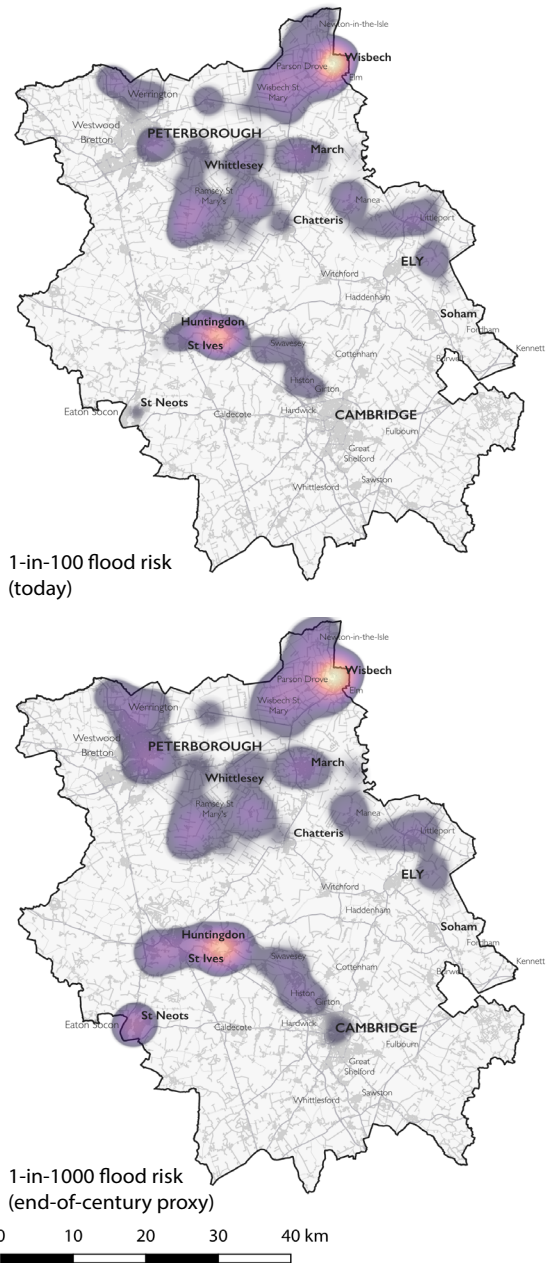 Newton-in-the-Isle
Wisbech
Parson Drove
Elm
Wisbech St
Mary
Werrington
Westwood
Bretton
PETERBOROUGH
March
Whittlesey
Ramsey St
Mary's
Manea
Chatteris
Littleport
ELY
Witchford
Haddenham
Soham
Fordham
Huntingdon
St Ives
Swavesey
Cottenham
Burwell
Kennett
Histon
Girton
St Neots
Eaton Socon
Caldecote
Hardwick
CAMBRIDGE
Fulbourn
Great
Shelford
Sawston
Whittlesford
1-in-100 flood risk
(today)
Newton-in-the-Isle
Wisbech
Parson Drove
Elm
Wisbech St
Mary
Werrington
Westwood
Bretton
PETERBOROUGH
March
Whittlesey
Ramsey St
Mary's
Manea
Chatteris
Littleport
ELY
Witchford
Haddenham
Soham
Fordham
Huntingdon
St Ives
Swavesey
Cottenham
Burwell
Kennett
Histon
Girton
St Neots
Eaton Socon
Caldecote
Hardwick
CAMBRIDGE
Fulbourn
Great
Shelford
Sawston
Whittlesford
1-in-1000 flood risk
(end-of-century proxy)
0 10 20 30 40 km